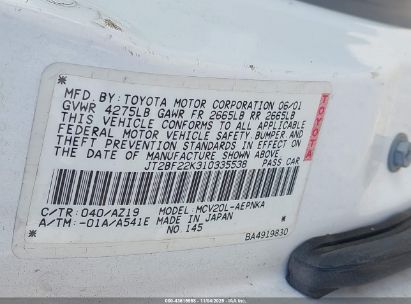 MFD. BY: TOYOTA MOTOR CORPORATION 06/01
GVWR 4275LB GAWR FR 2665LB RR 2665LB
THIS VEHICLE CONFORMS TO ALL APPLICABLE
FEDERAL MOTOR VEHICLE SAFETY, BUMPER, AND
THEFT PREVENTION STANDARDS IN EFFECT ON
THE DATE OF MANUFACTURE SHOWN ABOVE.
JT2BF22K310335538 PASS CAR
C/TR: 040/AZ19 MODEL: MCV20L-AEPNKA
A/TM: -01A/A541E MADE IN JAPAN
NO 145
BA4919830
TOYOTA